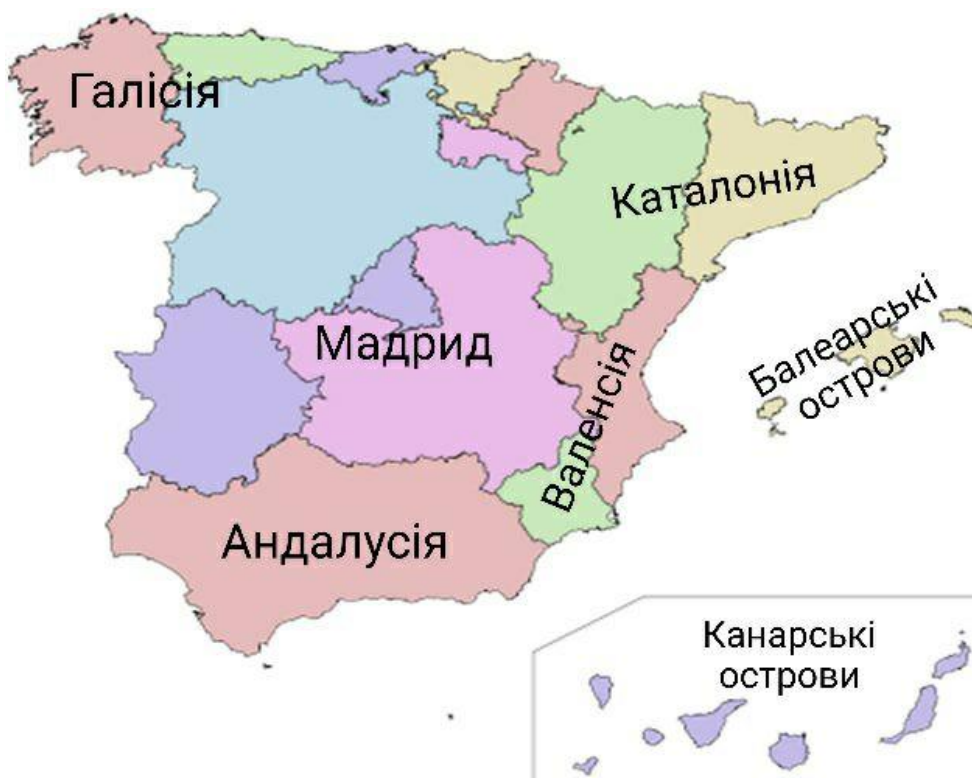 Галісія
Каталонія
Мадрид
Балеарські
острови
Валенсія
Андалусія
Канарські
острови